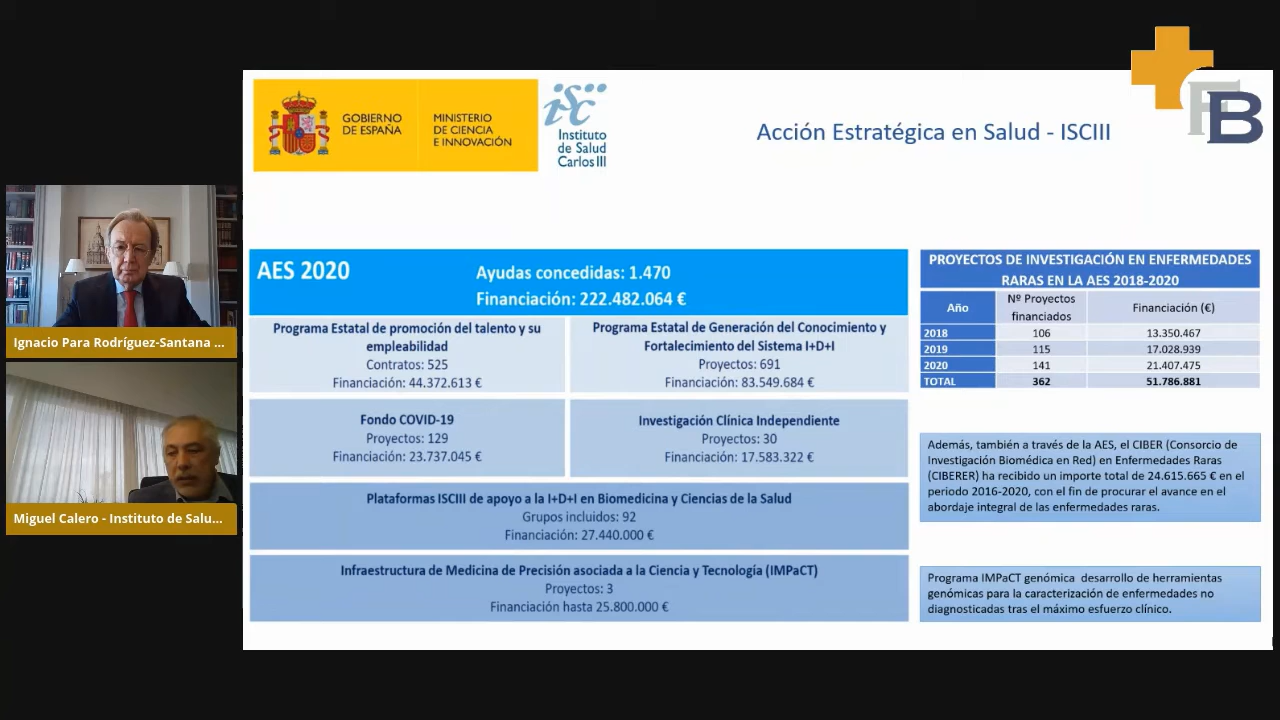 GOBIERNO
DE ESPAÑA
MINISTERIO
DE CIENCIA
E INNOVACIÓN
isc
Instituto
de Salud
Carlos III
Acción Estratégica en Salud - ISCIII
FB
Ignacio Para Rodríguez-Santana ...
Miguel Calero - Instituto de Salu...
AES 2020
Ayudas concedidas: 1.470
Financiación: 222.482.064 €
Programa Estatal de promoción del talento y su
empleabilidad
Contratos: 525
Financiación: 44.372.613 €
Programa Estatal de Generación del Conocimiento y
Fortalecimiento del Sistema I+D+I
Proyectos: 691
Financiación: 83.549.684 €
Fondo COVID-19
Proyectos: 129
Financiación: 23.737.045 €
Investigación Clínica Independiente
Proyectos: 30
Financiación: 17.583.322 €
Plataformas ISCIII de apoyo a la I+D+I en Biomedicina y Ciencias de la Salud
Grupos incluidos: 92
Financiación: 27.440.000 €
Infraestructura de Medicina de Precisión asociada a la Ciencia y Tecnología (IMPaCT)
Proyectos: 3
Financiación hasta 25.800.000 €
PROYECTOS DE INVESTIGACIÓN EN ENFERMEDADES
RARAS EN LA AES 2018-2020
Año Nº Proyectos financiados Financiación (€)
2018 106 13.350.467
2019 115 17.028.939
2020 141 21.407.475
TOTAL 362 51.786.881
Además, también a través de la AES, el CIBER (Consorcio de
Investigación Biomédica en Red) en Enfermedades Raras
(CIBERER) ha recibido un importe total de 24.615.665 € en el
periodo 2016-2020, con el fin de procurar el avance en el
abordaje integral de las enfermedades raras.
Programa IMPaCT genómica desarrollo de herramientas
genómicas para la caracterización de enfermedades no
diagnosticadas tras el máximo esfuerzo clínico.